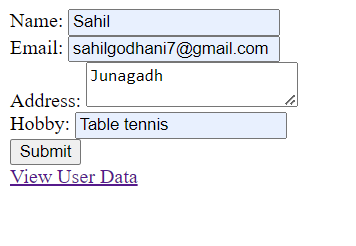 Name: Sahil
Email: sahilgodhani7@gmail.com
Junagadh
Address:
Hobby: Table tennis
Submit
View User Data